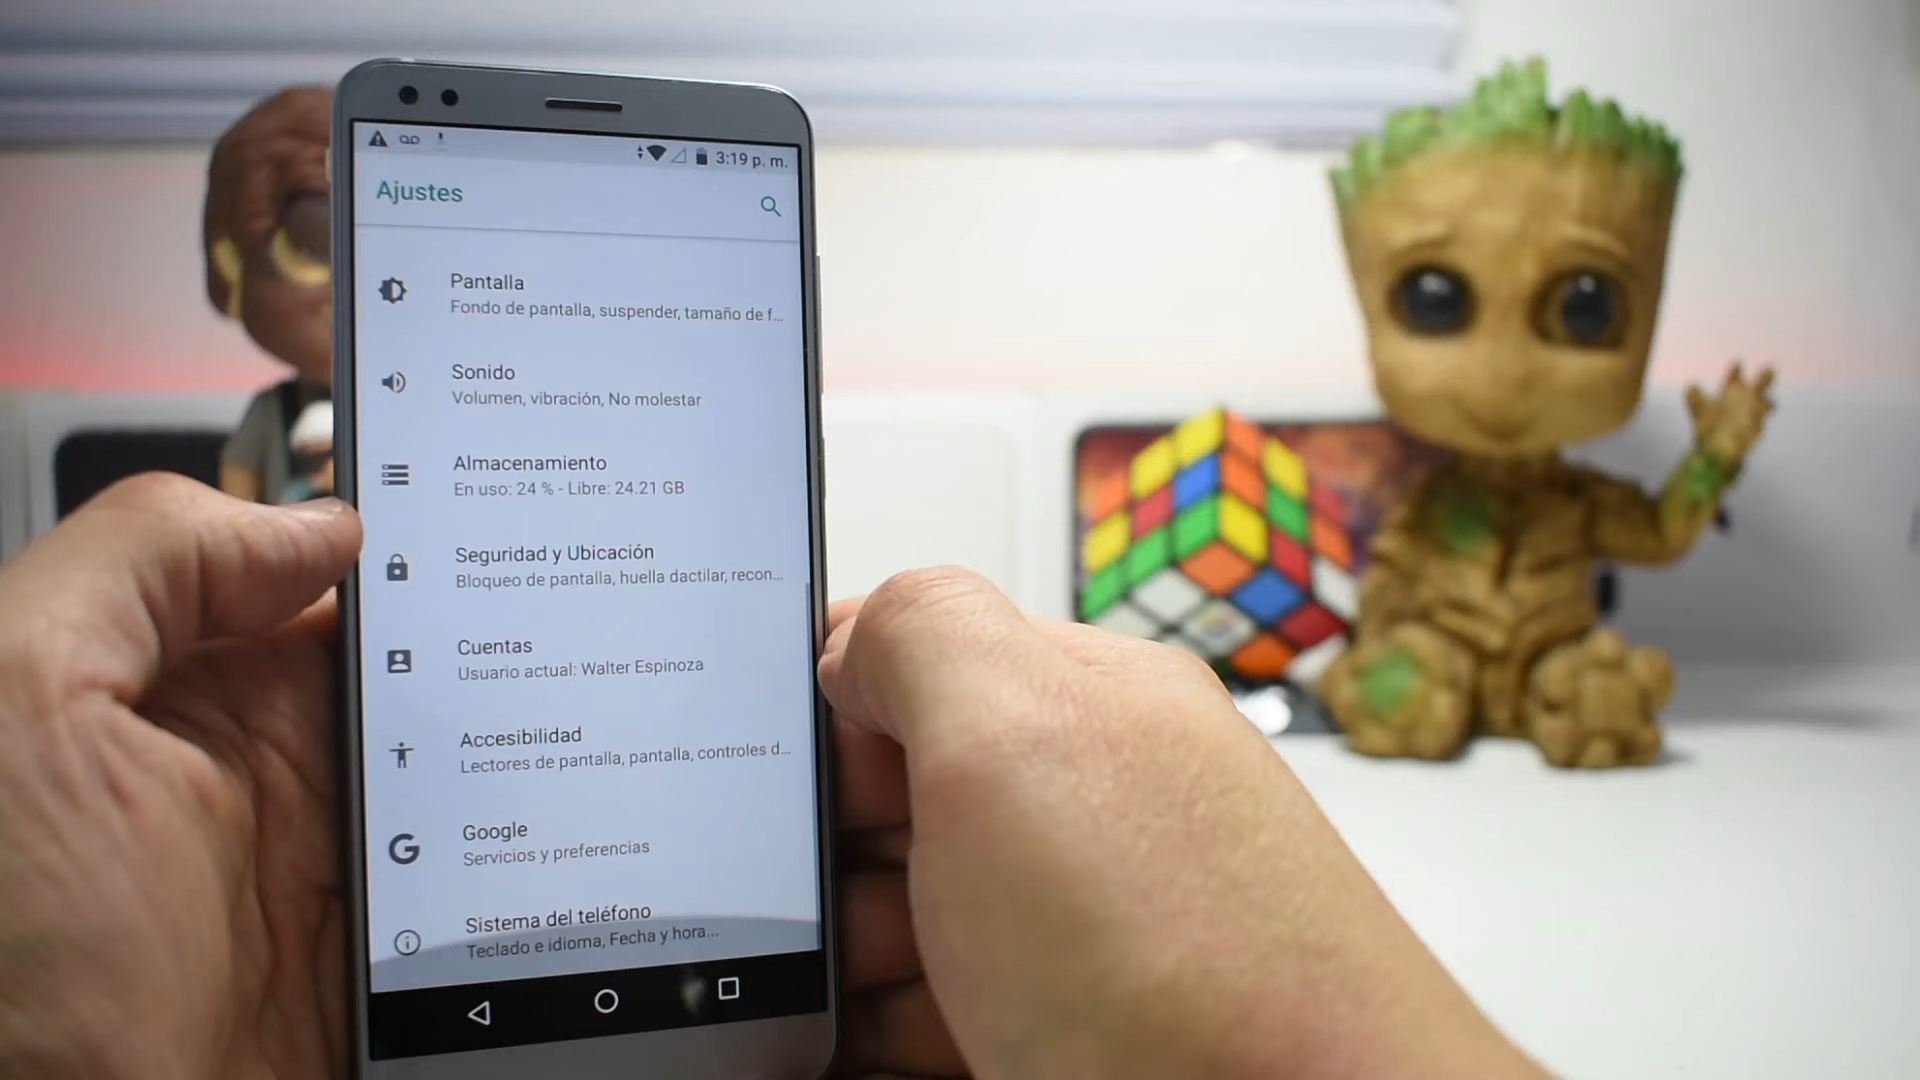 3:19 p. m.
Ajustes
Pantalla
Fondo de pantalla, suspender, tamaño de f...
Sonido
Volumen, vibración, No molestar
Almacenamiento
En uso: 24 % - Libre: 24.21 GB
Seguridad y Ubicación
Bloqueo de pantalla, huella dactilar, recon...
Cuentas
Usuario actual: Walter Espinoza
Accesibilidad
Lectores de pantalla, pantalla, controles d...
Google
Servicios y preferencias
Sistema del teléfono
Teclado e idioma, Fecha y hora...